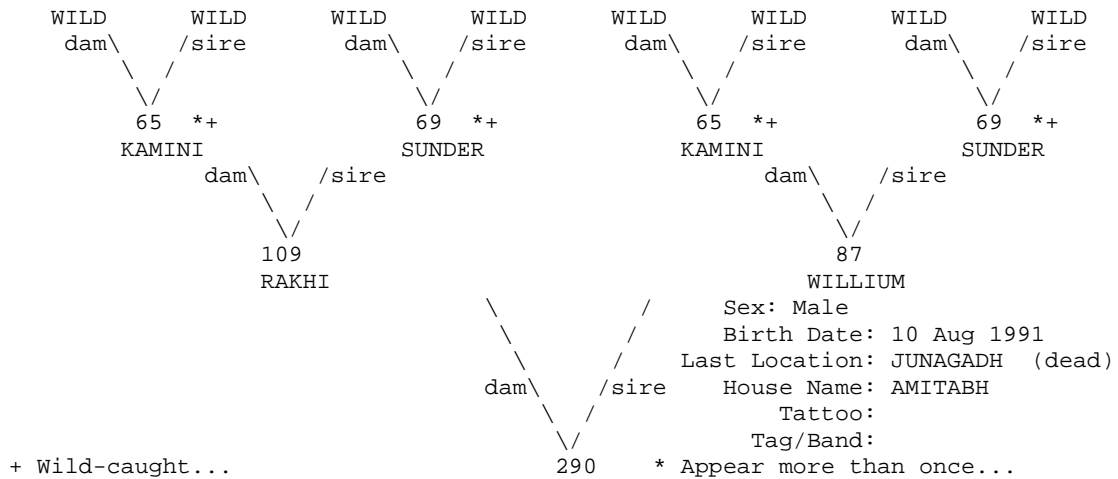 WILD WILD WILD WILD WILD WILD WILD WILD
dam\ /sire dam\ /sire dam\ /sire dam\ /sire
\ / \ / \ / \ /
\/ \/ \/ \/
65 *+ 69 *+ 65 *+ 69 *+
KAMINI SUNDER KAMINI SUNDER
dam\ /sire dam\ /sire
\ / \ /
\/ \/
109 87
RAKHI WILLIUM
\ / Sex: Male
\ / Birth Date: 10 Aug 1991
\ / Last Location: JUNAGADH (dead)
dam\ /sire House Name: AMITABH
\ / Tattoo:
\/ Tag/Band:
+ Wild-caught... 290 * Appear more than once...